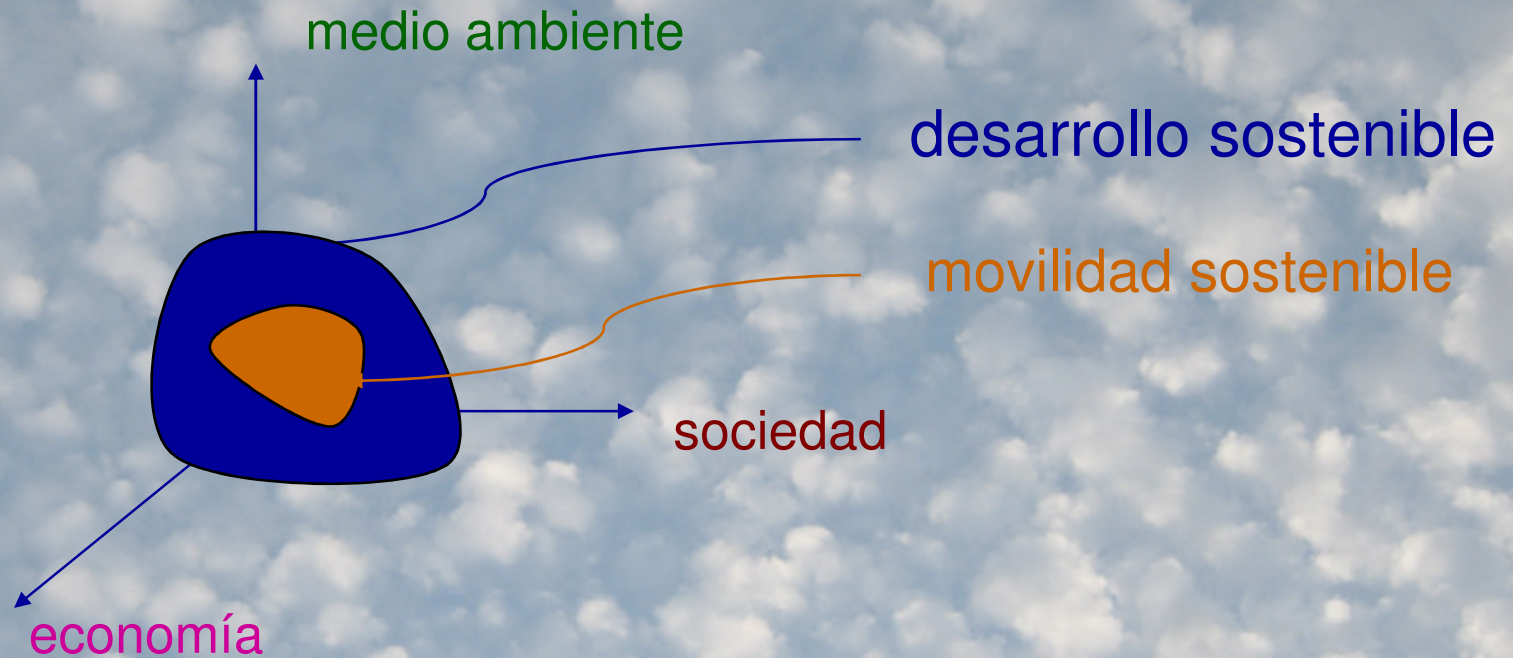 medio ambiente
desarrollo sostenible
movilidad sostenible
sociedad
economía